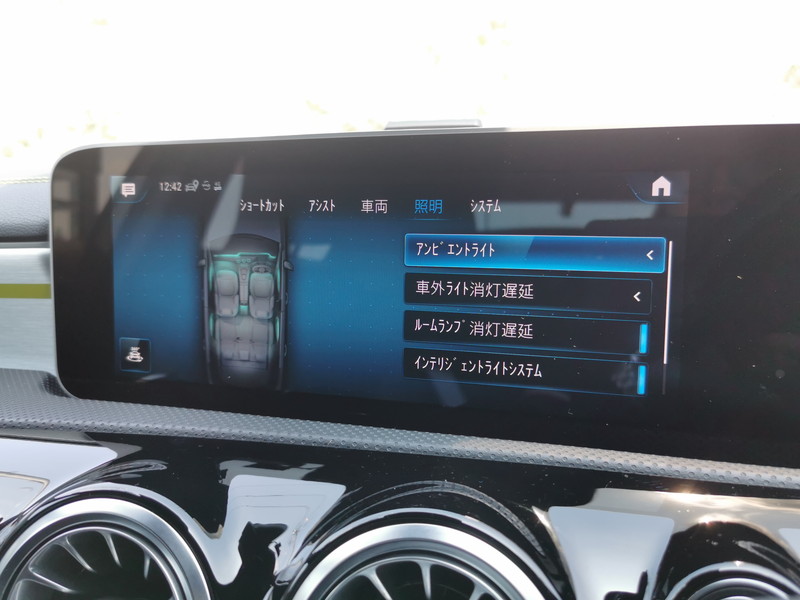 12:42
ｼｮｰﾄｶｯﾄ ｱｼｽﾄ 車両 照明 ｼｽﾃﾑ
ｱﾝﾋﾞｴﾝﾄﾗｲﾄ
車外ﾗｲﾄ消灯遅延
ﾙｰﾑﾗﾝﾌﾟ消灯遅延
ｲﾝﾃﾘｼﾞｪﾝﾄﾗｲﾄｼｽﾃﾑ